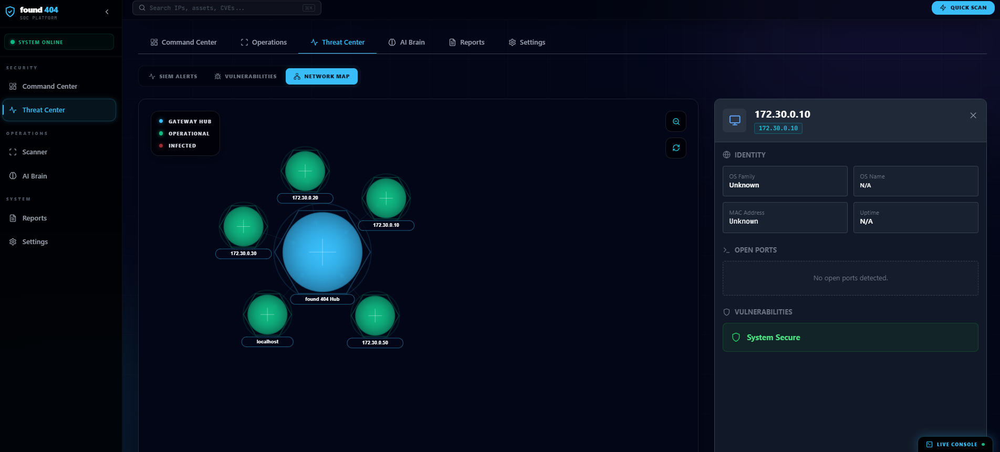 found 404
SOC PLATFORM
Search IPs, assets, CVEs...
⌘K
QUICK SCAN
SYSTEM ONLINE
SECURITY
Command Center
Threat Center
OPERATIONS
Scanner
AI Brain
SYSTEM
Reports
Settings
Command Center
Operations
Threat Center
AI Brain
Reports
Settings
SIEM ALERTS
VULNERABILITIES
NETWORK MAP
GATEWAY HUB
OPERATIONAL
INFECTED
172.30.0.20
172.30.0.10
172.30.0.30
found 404 Hub
localhost
172.30.0.50
172.30.0.10
172.30.0.10
IDENTITY
OS Family
Unknown
OS Name
N/A
MAC Address
Unknown
Uptime
N/A
OPEN PORTS
No open ports detected.
VULNERABILITIES
System Secure
LIVE CONSOLE